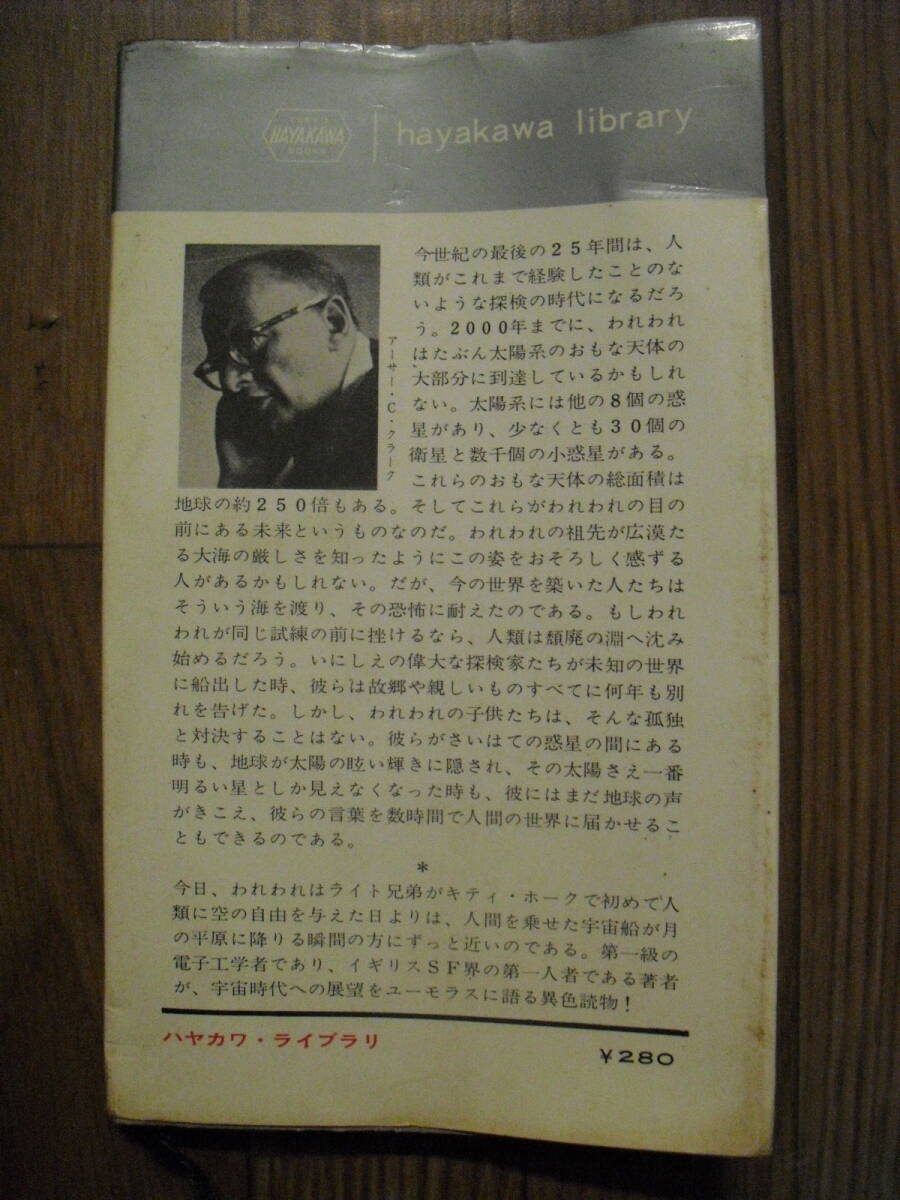 TOKYO
HAYAKAWA
BOOKS
hayakawa library
今世紀の最後の25年間は、人
類がこれまで経験したことのな
いような探検の時代になるだろ
う。2000年までに、われわれ
はたぶん太陽系のおもな天体の
大部分に到達しているかもしれ
ない。太陽系には他の8個の惑
星があり、少なくとも30個の
衛星と数千個の小惑星がある。
これらのおもな天体の総面積は
アーサー・C・クラーク
地球の約250倍もある。そしてこれらがわれわれの目の
前にある未来というものなのだ。われわれの祖先が広漠た
る大海の厳しさを知ったようにこの姿をおそろしく感ずる
人があるかもしれない。だが、今の世界を築いた人たちは
そういう海を渡り、その恐怖に耐えたのである。もしわれ
われが同じ試練の前に挫けるなら、人類は頽廃の淵へ沈み
始めるだろう。いにしえの偉大な探検家たちが未知の世界
に船出した時、彼らは故郷や親しいものすべてに何年も別
れを告げた。しかし、われわれの子供たちは、そんな孤独
と対決することはない。彼らがさいはての惑星の間にある
時も、地球が太陽の眩い輝きに隠され、その太陽さえ一番
明るい星としか見えなくなった時も、彼にはまだ地球の声
がきこえ、彼らの言葉を数時間で人間の世界に届かせるこ
ともできるのである。
*
今日、われわれはライト兄弟がキティ・ホークで初めて人
類に空の自由を与えた日よりは、人間を乗せた宇宙船が月
の平原に降りる瞬間の方にずっと近いのである。第一級の
電子工学者であり、イギリスSF界の第一人者である著者
が、宇宙時代への展望をユーモラスに語る異色読物!
ハヤカワ・ライブラリ
¥280